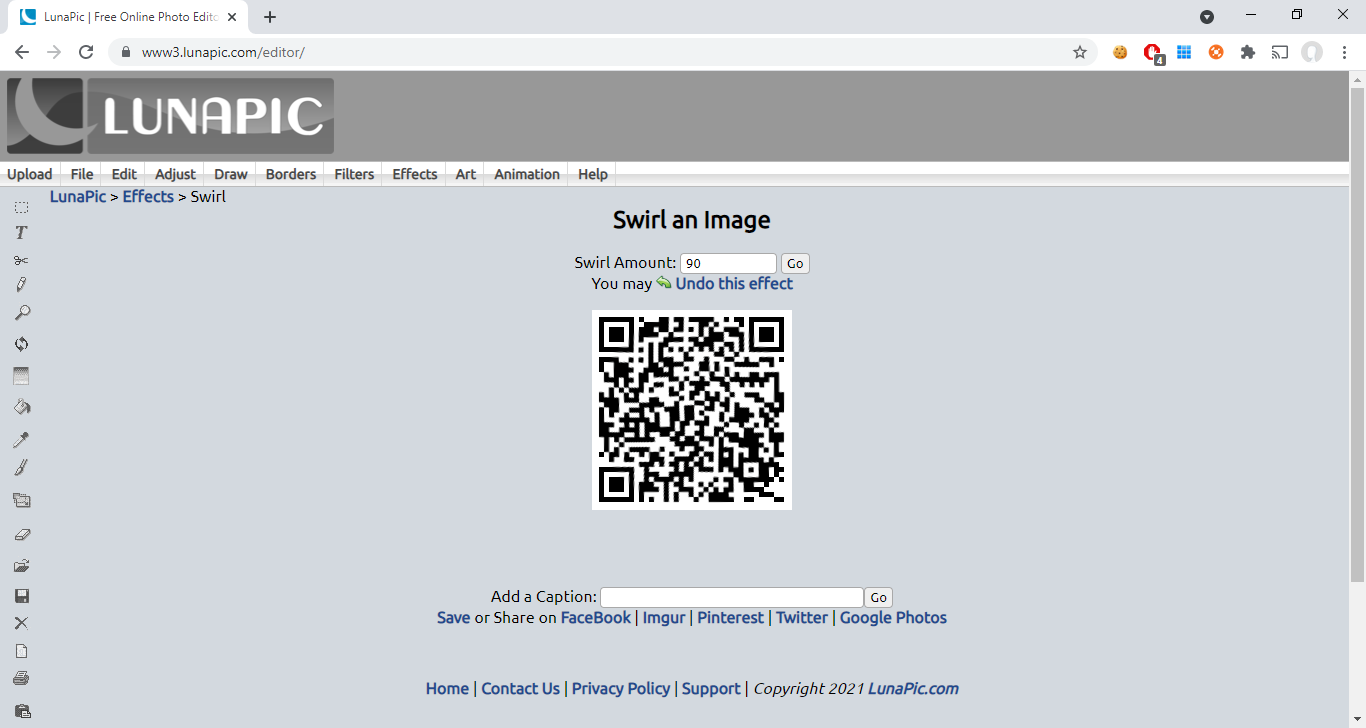 LunaPic | Free Online Photo Edito
www3.lunapic.com/editor/
4
LUNAPIC
Upload File Edit Adjust Draw Borders Filters Effects Art Animation Help
LunaPic > Effects > Swirl
T
Swirl an Image
Swirl Amount: 90 Go
You may Undo this effect
Add a Caption: Go
Save or Share on FaceBook | Imgur | Pinterest | Twitter | Google Photos
Home | Contact Us | Privacy Policy | Support | Copyright 2021 LunaPic.com